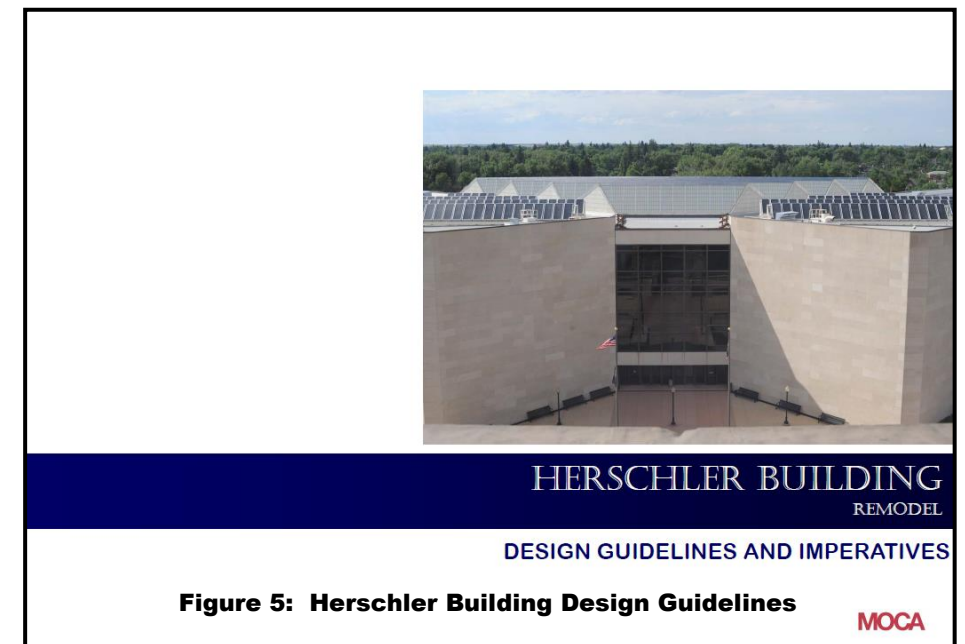 HERSCHLER BUILDING
REMODEL
DESIGN GUIDELINES AND IMPERATIVES
Figure 5: Herschler Building Design Guidelines
MOCA